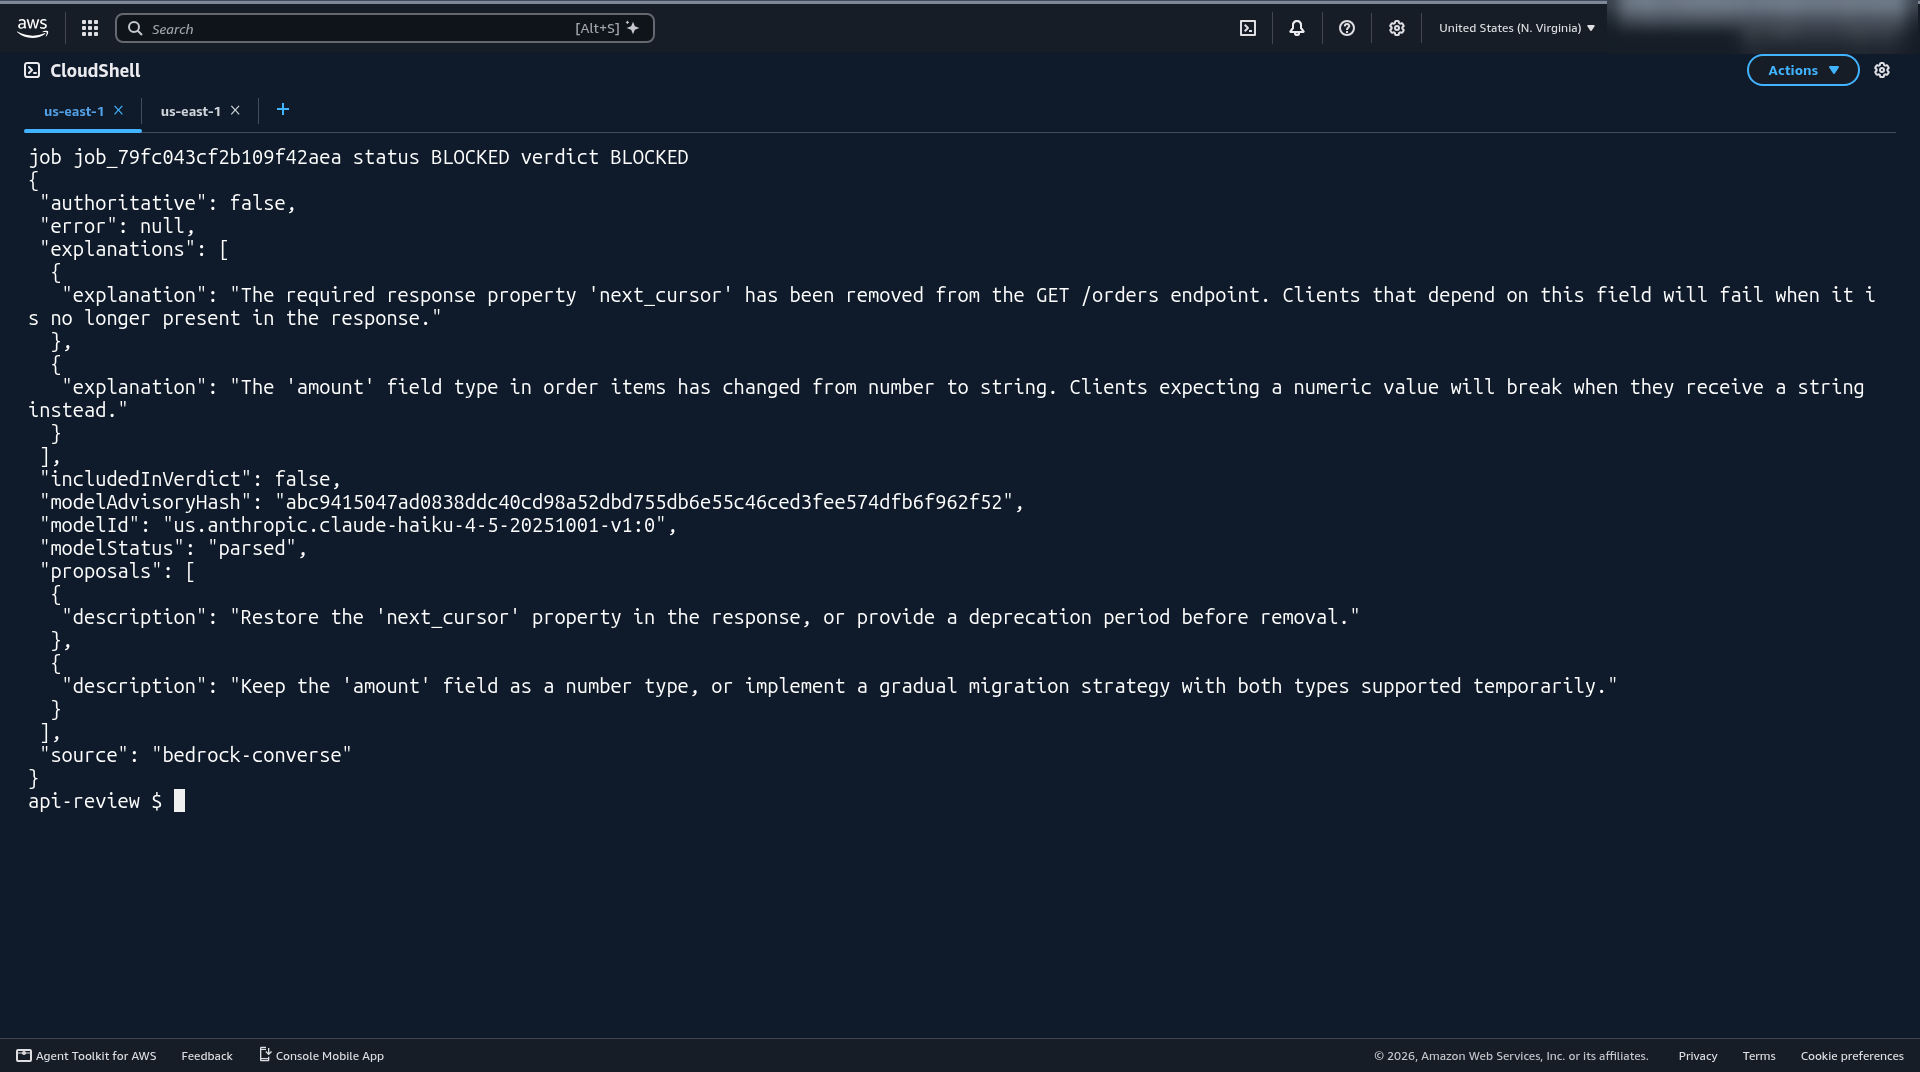 aws
Search [Alt+S]
United States (N. Virginia)
CloudShell
Actions
us-east-1
us-east-1
job job_79fc043cf2b109f42aea status BLOCKED verdict BLOCKED
{
"authoritative": false,
"error": null,
"explanations": [
{
"explanation": "The required response property 'next_cursor' has been removed from the GET /orders endpoint. Clients that depend on this field will fail when it i
s no longer present in the response."
},
{
"explanation": "The 'amount' field type in order items has changed from number to string. Clients expecting a numeric value will break when they receive a string
instead."
}
],
"includedInVerdict": false,
"modelAdvisoryHash": "abc9415047ad0838ddc40cd98a52dbd755db6e55c46ced3fee574dfb6f962f52",
"modelId": "us.anthropic.claude-haiku-4-5-20251001-v1:0",
"modelStatus": "parsed",
"proposals": [
{
"description": "Restore the 'next_cursor' property in the response, or provide a deprecation period before removal."
},
{
"description": "Keep the 'amount' field as a number type, or implement a gradual migration strategy with both types supported temporarily."
}
],
"source": "bedrock-converse"
}
api-review $
Agent Toolkit for AWS Feedback Console Mobile App © 2026, Amazon Web Services, Inc. or its affiliates. Privacy Terms Cookie preferences